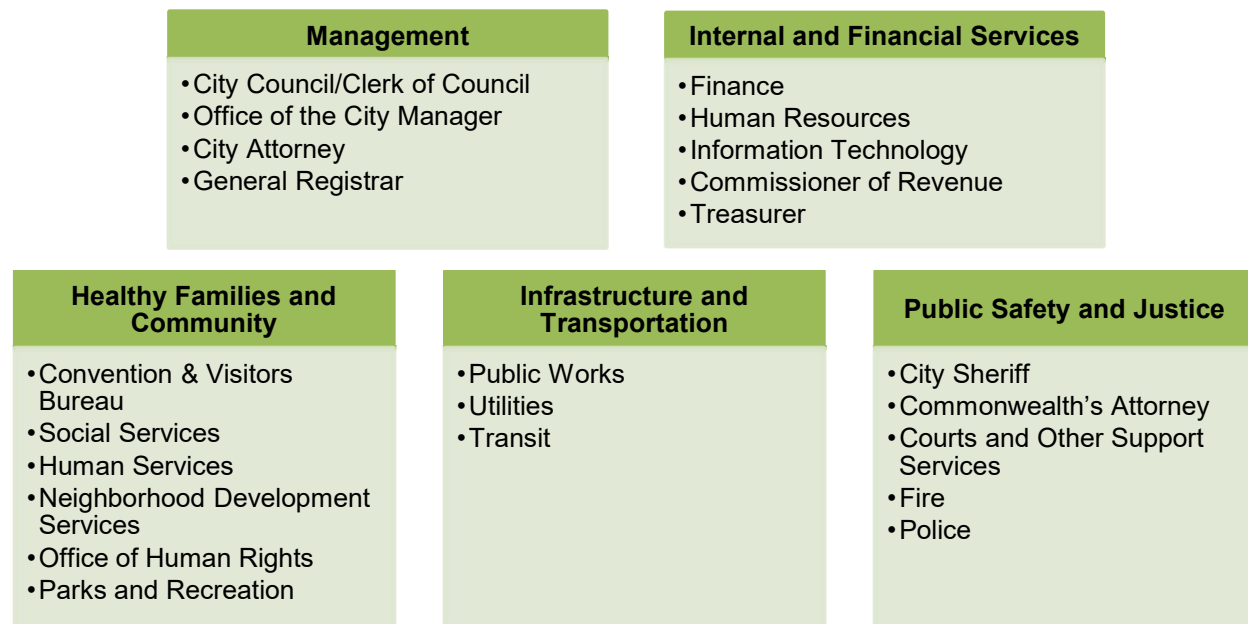 Management
•City Council/Clerk of Council
•Office of the City Manager
•City Attorney
•General Registrar
Internal and Financial Services
•Finance
•Human Resources
•Information Technology
•Commissioner of Revenue
•Treasurer
Healthy Families and
Community
•Convention & Visitors
Bureau
•Social Services
•Human Services
•Neighborhood Development
Services
•Office of Human Rights
•Parks and Recreation
Infrastructure and
Transportation
•Public Works
•Utilities
•Transit
Public Safety and Justice
•City Sheriff
•Commonwealth’s Attorney
•Courts and Other Support
Services
•Fire
•Police